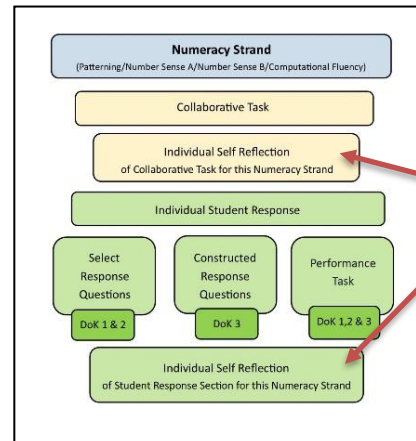 Numeracy Strand
(Patterning/Number Sense A/Number Sense B/Computational Fluency)
Collaborative Task
Individual Self Reflection
of Collaborative Task for this Numeracy Strand
Individual Student Response
Select
Response
Questions
DoK 1 & 2
Constructed
Response
Questions
DoK 3
Performance
Task
DoK 1,2 & 3
Individual Self Reflection
of Student Response Section for this Numeracy Strand